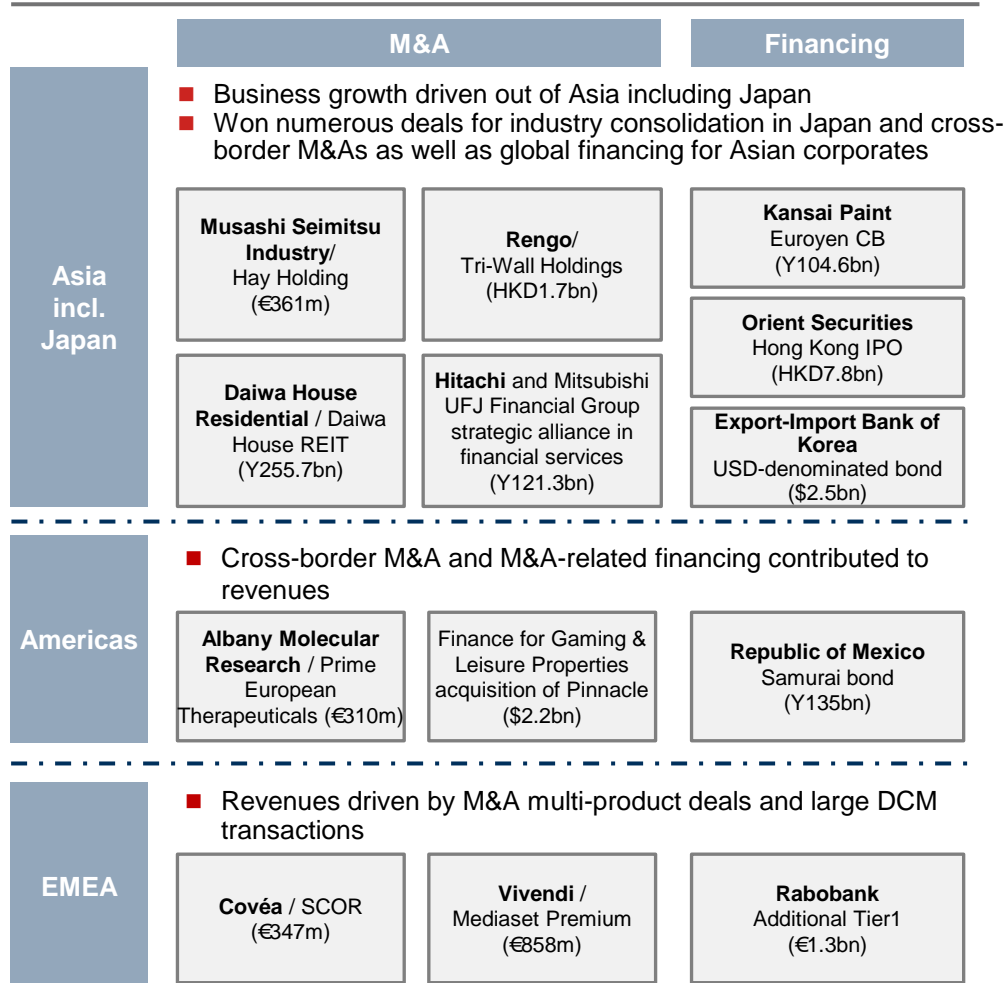 M&A
Financing
Asia
incl.
Japan
■ Business growth driven out of Asia including Japan
■ Won numerous deals for industry consolidation in Japan and cross-
border M&As as well as global financing for Asian corporates
Musashi Seimitsu
Industry/
Hay Holding
(€361m)
Rengo/
Tri-Wall Holdings
(HKD1.7bn)
Kansai Paint
Euroyen CB
(Y104.6bn)
Orient Securities
Hong Kong IPO
(HKD7.8bn)
Daiwa House
Residential / Daiwa
House REIT
(Y255.7bn)
Hitachi and Mitsubishi
UFJ Financial Group
strategic alliance in
financial services
(Y121.3bn)
Export-Import Bank of
Korea
USD-denominated bond
($2.5bn)
Americas
■ Cross-border M&A and M&A-related financing contributed to
revenues
Albany Molecular
Research / Prime
European
Therapeuticals (€310m)
Finance for Gaming &
Leisure Properties
acquisition of Pinnacle
($2.2bn)
Republic of Mexico
Samurai bond
(Y135bn)
EMEA
■ Revenues driven by M&A multi-product deals and large DCM
transactions
Covéa / SCOR
(€347m)
Vivendi /
Mediaset Premium
(€858m)
Rabobank
Additional Tier1
(€1.3bn)